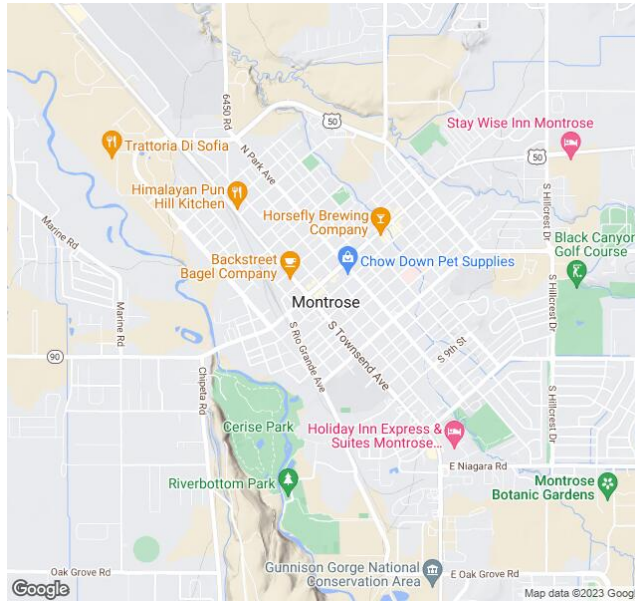 6450 Rd
50
N Park Ave
Trattoria Di Sofia
Stay Wise Inn Montrose
50
Himalayan Pun
Hill Kitchen
Horsefly Brewing
Company
S Hillcrest Dr
Marine Rd
Black Canyon
Golf Course
Backstreet
Bagel Company
Chow Down Pet Supplies
Montrose
S Hillcrest Dr
Marine Rd
S Rio Grande Ave
S Townsend Ave
S 9th St
90
Chipeta Rd
S Hillcrest Dr
Cerise Park
Holiday Inn Express &
Suites Montrose...
E Niagara Rd
Riverbottom Park
Montrose
Botanic Gardens
Oak Grove Rd
Gunnison Gorge National
Conservation Area
E Oak Grove Rd
Google
Map data ©2023 Googl